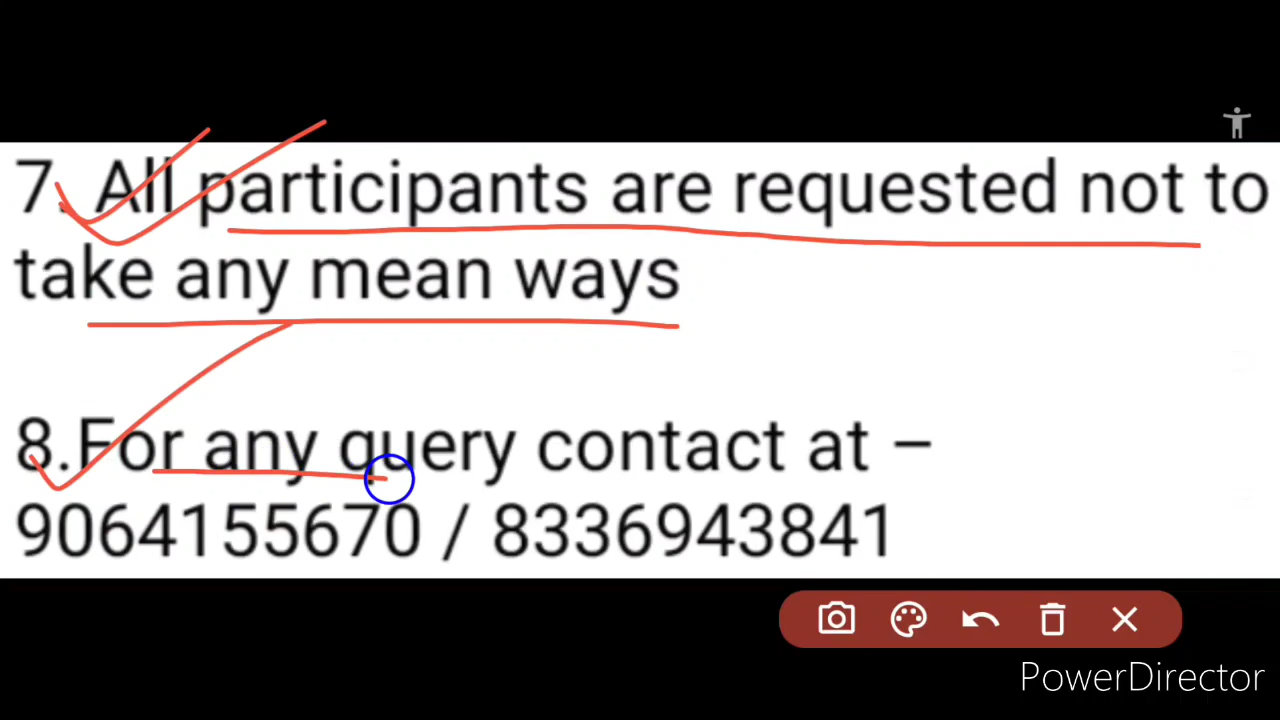 7. All participants are requested not to
take any mean ways
8.For any query contact at –
9064155670 / 8336943841
PowerDirector